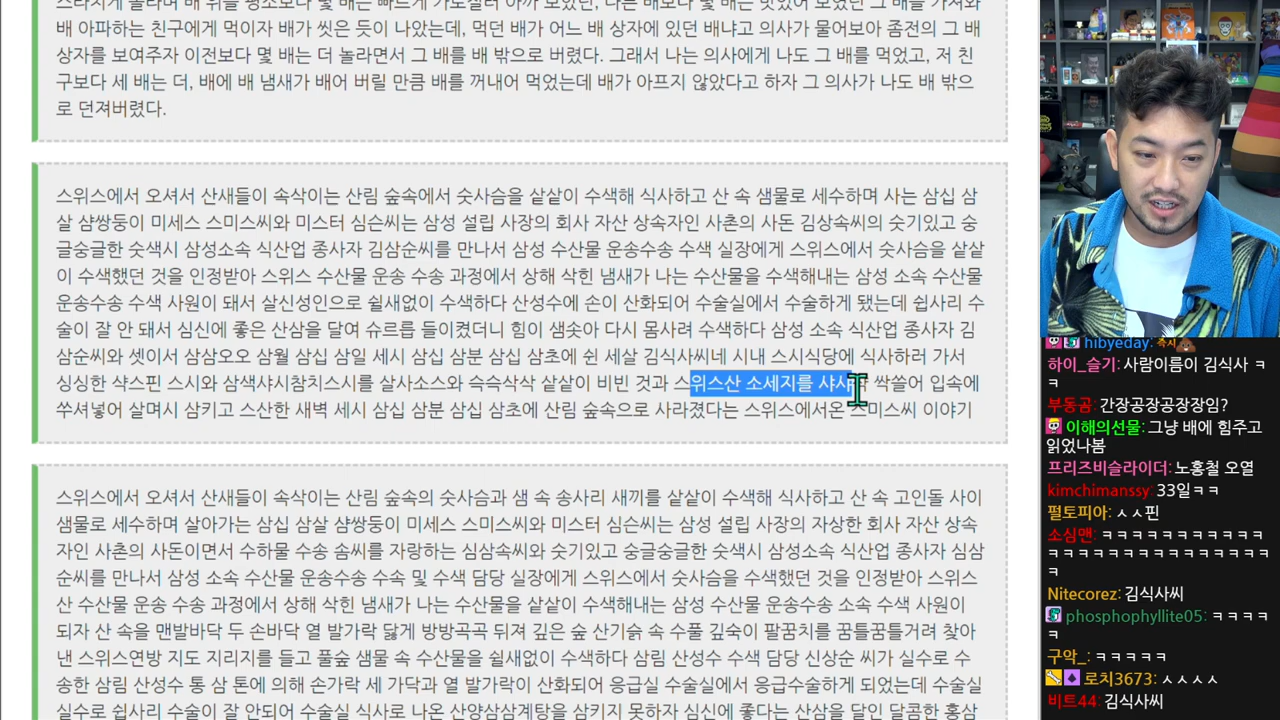 스러지게 놀라며 배 위를 평소보다 몇 배는 빠르게 가로질러 아까 보았던, 다른 배보다 몇 배는 맛있어 보였던 그 배를 가져와
배 아파하는 친구에게 먹이자 배가 씻은 듯이 나았는데, 먹던 배가 어느 배 상자에 있던 배냐고 의사가 물어보아 좀전의 그 배
상자를 보여주자 이전보다 몇 배는 더 놀라면서 그 배를 배 밖으로 버렸다. 그래서 나는 의사에게 나도 그 배를 먹었고, 저 친
구보다 세 배는 더, 배에 배 냄새가 배어 버릴 만큼 배를 꺼내어 먹었는데 배가 아프지 않았다고 하자 그 의사가 나도 배 밖으
로 던져버렸다.
스위스에서 오셔서 산새들이 속삭이는 산림 숲속에서 숫사슴을 샅샅이 수색해 식사하고 산 속 샘물로 세수하며 사는 삼십 삼
살 샴쌍둥이 미세스 스미스씨와 미스터 심슨씨는 삼성 설립 사장의 회사 자산 상속자인 사촌의 사돈 김상속씨의 숫기있고 숭
글숭글한 숫색시 삼성소속 식산업 종사자 김삼순씨를 만나서 삼성 수산물 운송수송 수색 실장에게 스위스에서 숫사슴을 샅샅
이 수색했던 것을 인정받아 스위스 수산물 운송 수송 과정에서 상해 삭힌 냄새가 나는 수산물을 수색해내는 삼성 소속 수산물
운송수송 수색 사원이 돼서 살신성인으로 쉴새없이 수색하다 산성수에 손이 산화되어 수술실에서 수술하게 됐는데 쉽사리 수
술이 잘 안 돼서 심신에 좋은 산삼을 달여 슈르릅 들이켰더니 힘이 샘솟아 다시 몸사려 수색하다 삼성 소속 식산업 종사자 김
삼순씨와 셋이서 삼삼오오 삼월 삼십 삼일 세시 삼십 삼분 삼십 삼초에 쉰 세살 김식사씨네 시내 스시식당에 식사하러 가서
싱싱한 샥스핀 스시와 삼색샤시참치스시를 살사소스와 슥슥삭삭 샅샅이 비빈 것과 스위스산 소세지를 샤샤 싹쓸어 입속에
쑤셔넣어 살며시 삼키고 스산한 새벽 세시 삼십 삼분 삼십 삼초에 산림 숲속으로 사라졌다는 스위스에서온 스미스씨 이야기
스위스에서 오셔서 산새들이 속삭이는 산림 숲속의 숫사슴과 샘 속 송사리 새끼를 샅샅이 수색해 식사하고 산 속 고인돌 사이
샘물로 세수하며 살아가는 삼십 삼살 샴쌍둥이 미세스 스미스씨와 미스터 심슨씨는 삼성 설립 사장의 자상한 회사 자산 상속
자인 사촌의 사돈이면서 수하물 수송 솜씨를 자랑하는 심삼속씨와 숫기있고 숭글숭글한 숫색시 삼성소속 식산업 종사자 심삼
순씨를 만나서 삼성 소속 수산물 운송수송 수속 및 수색 담당 실장에게 스위스에서 숫사슴을 수색했던 것을 인정받아 스위스
산 수산물 운송 수송 과정에서 상해 삭힌 냄새가 나는 수산물을 샅샅이 수색해내는 삼성 수산물 운송수송 소속 수색 사원이
되자 산 속을 맨발바닥 두 손바닥 열 발가락 닳게 방방곡곡 뒤져 깊은 숲 산기슭 속 수풀 깊숙이 팔꿈치를 꿈틀꿈틀거려 찾아
낸 스위스연방 지도 지리지를 들고 풀숲 샘물 속 수산물을 쉴새없이 수색하다 삼림 산성수 수색 담당 신상순 씨가 실수로 수
송한 삼림 산성수 통 삼 톤에 의해 손가 바닥과 열 발가락이 산화되어 응급실 수술실에서 응급수술하게 되었는데 수술실
실수로 쉽사리 수술이 잘 안되어 수술실 으로 나온 산양삼삼계탕을 삼키지 못하자 심신에 좋다는 산삼을 달인 달콤한 홍삼
hibyeday: 즉시
하이_슬기: 사람이름이 김식사 ㅋ
ㅋ
부동곰: 간장공장공장장임?
이해의선물: 그냥 배에 힘주고
읽었나봄
프리즈비슬라이더: 노홍철 오열
kimchimanssy: 33일ㅋㅋ
펄토피아: ㅅㅅ핀
소심맨: ㅋㅋㅋㅋㅋㅋㅋㅋㅋㅋㅋ
ㅋㅋㅋㅋㅋㅋㅋㅋㅋㅋㅋㅋㅋㅋㅋ
ㅋ
Nitecorez: 김식사씨
phosphophyllite05: ㅋㅋㅋㅋ
ㅋ
구악_: ㅋㅋㅋㅋㅋ
로치3673: ㅅㅅㅅㅅ
비트44: 김식사씨